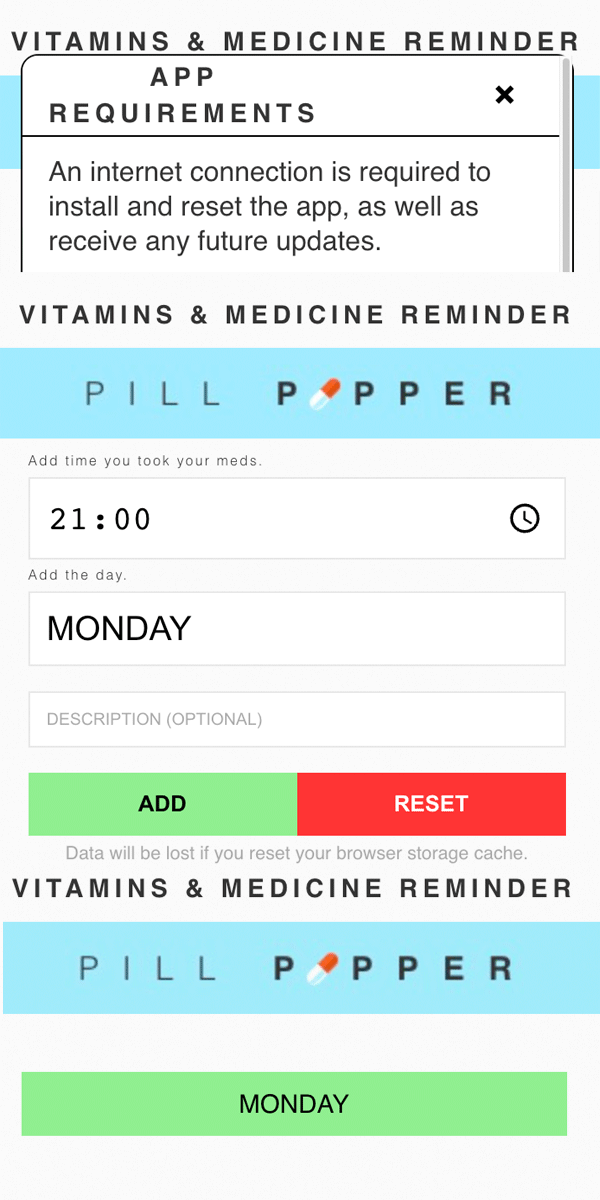 VITAMINS & MEDICINE REMINDER
APP
REQUIREMENTS
An internet connection is required to
install and reset the app, as well as
receive any future updates.
VITAMINS & MEDICINE REMINDER
PILL P💊PPER
Add time you took your meds.
21:00
Add the day.
MONDAY
DESCRIPTION (OPTIONAL)
ADD RESET
Data will be lost if you reset your browser storage cache.
VITAMINS & MEDICINE REMINDER
PILL P💊PPER
MONDAY